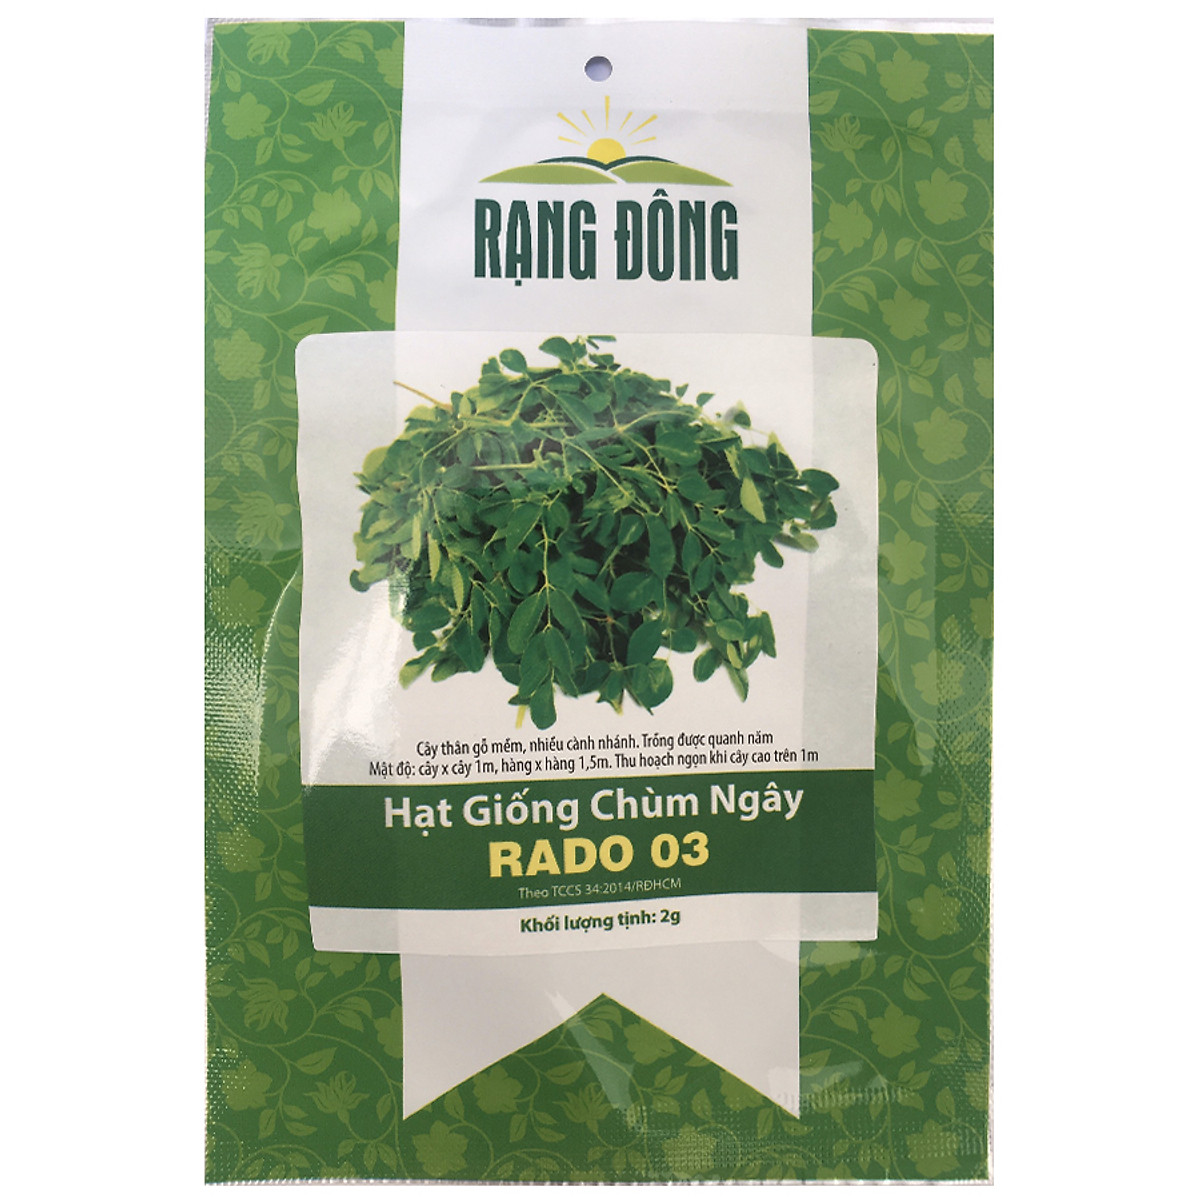 RẠNG ĐÔNG
Cây thân gỗ mềm, nhiều cành nhánh. Trồng được quanh năm
Mật độ: cây x cây 1m, hàng x hàng 1,5m. Thu hoạch ngọn khi cây cao trên 1m
Hạt Giống Chùm Ngây
RADO 03
Theo TCCS 34:2014/RĐHCM
Khối lượng tịnh: 2g